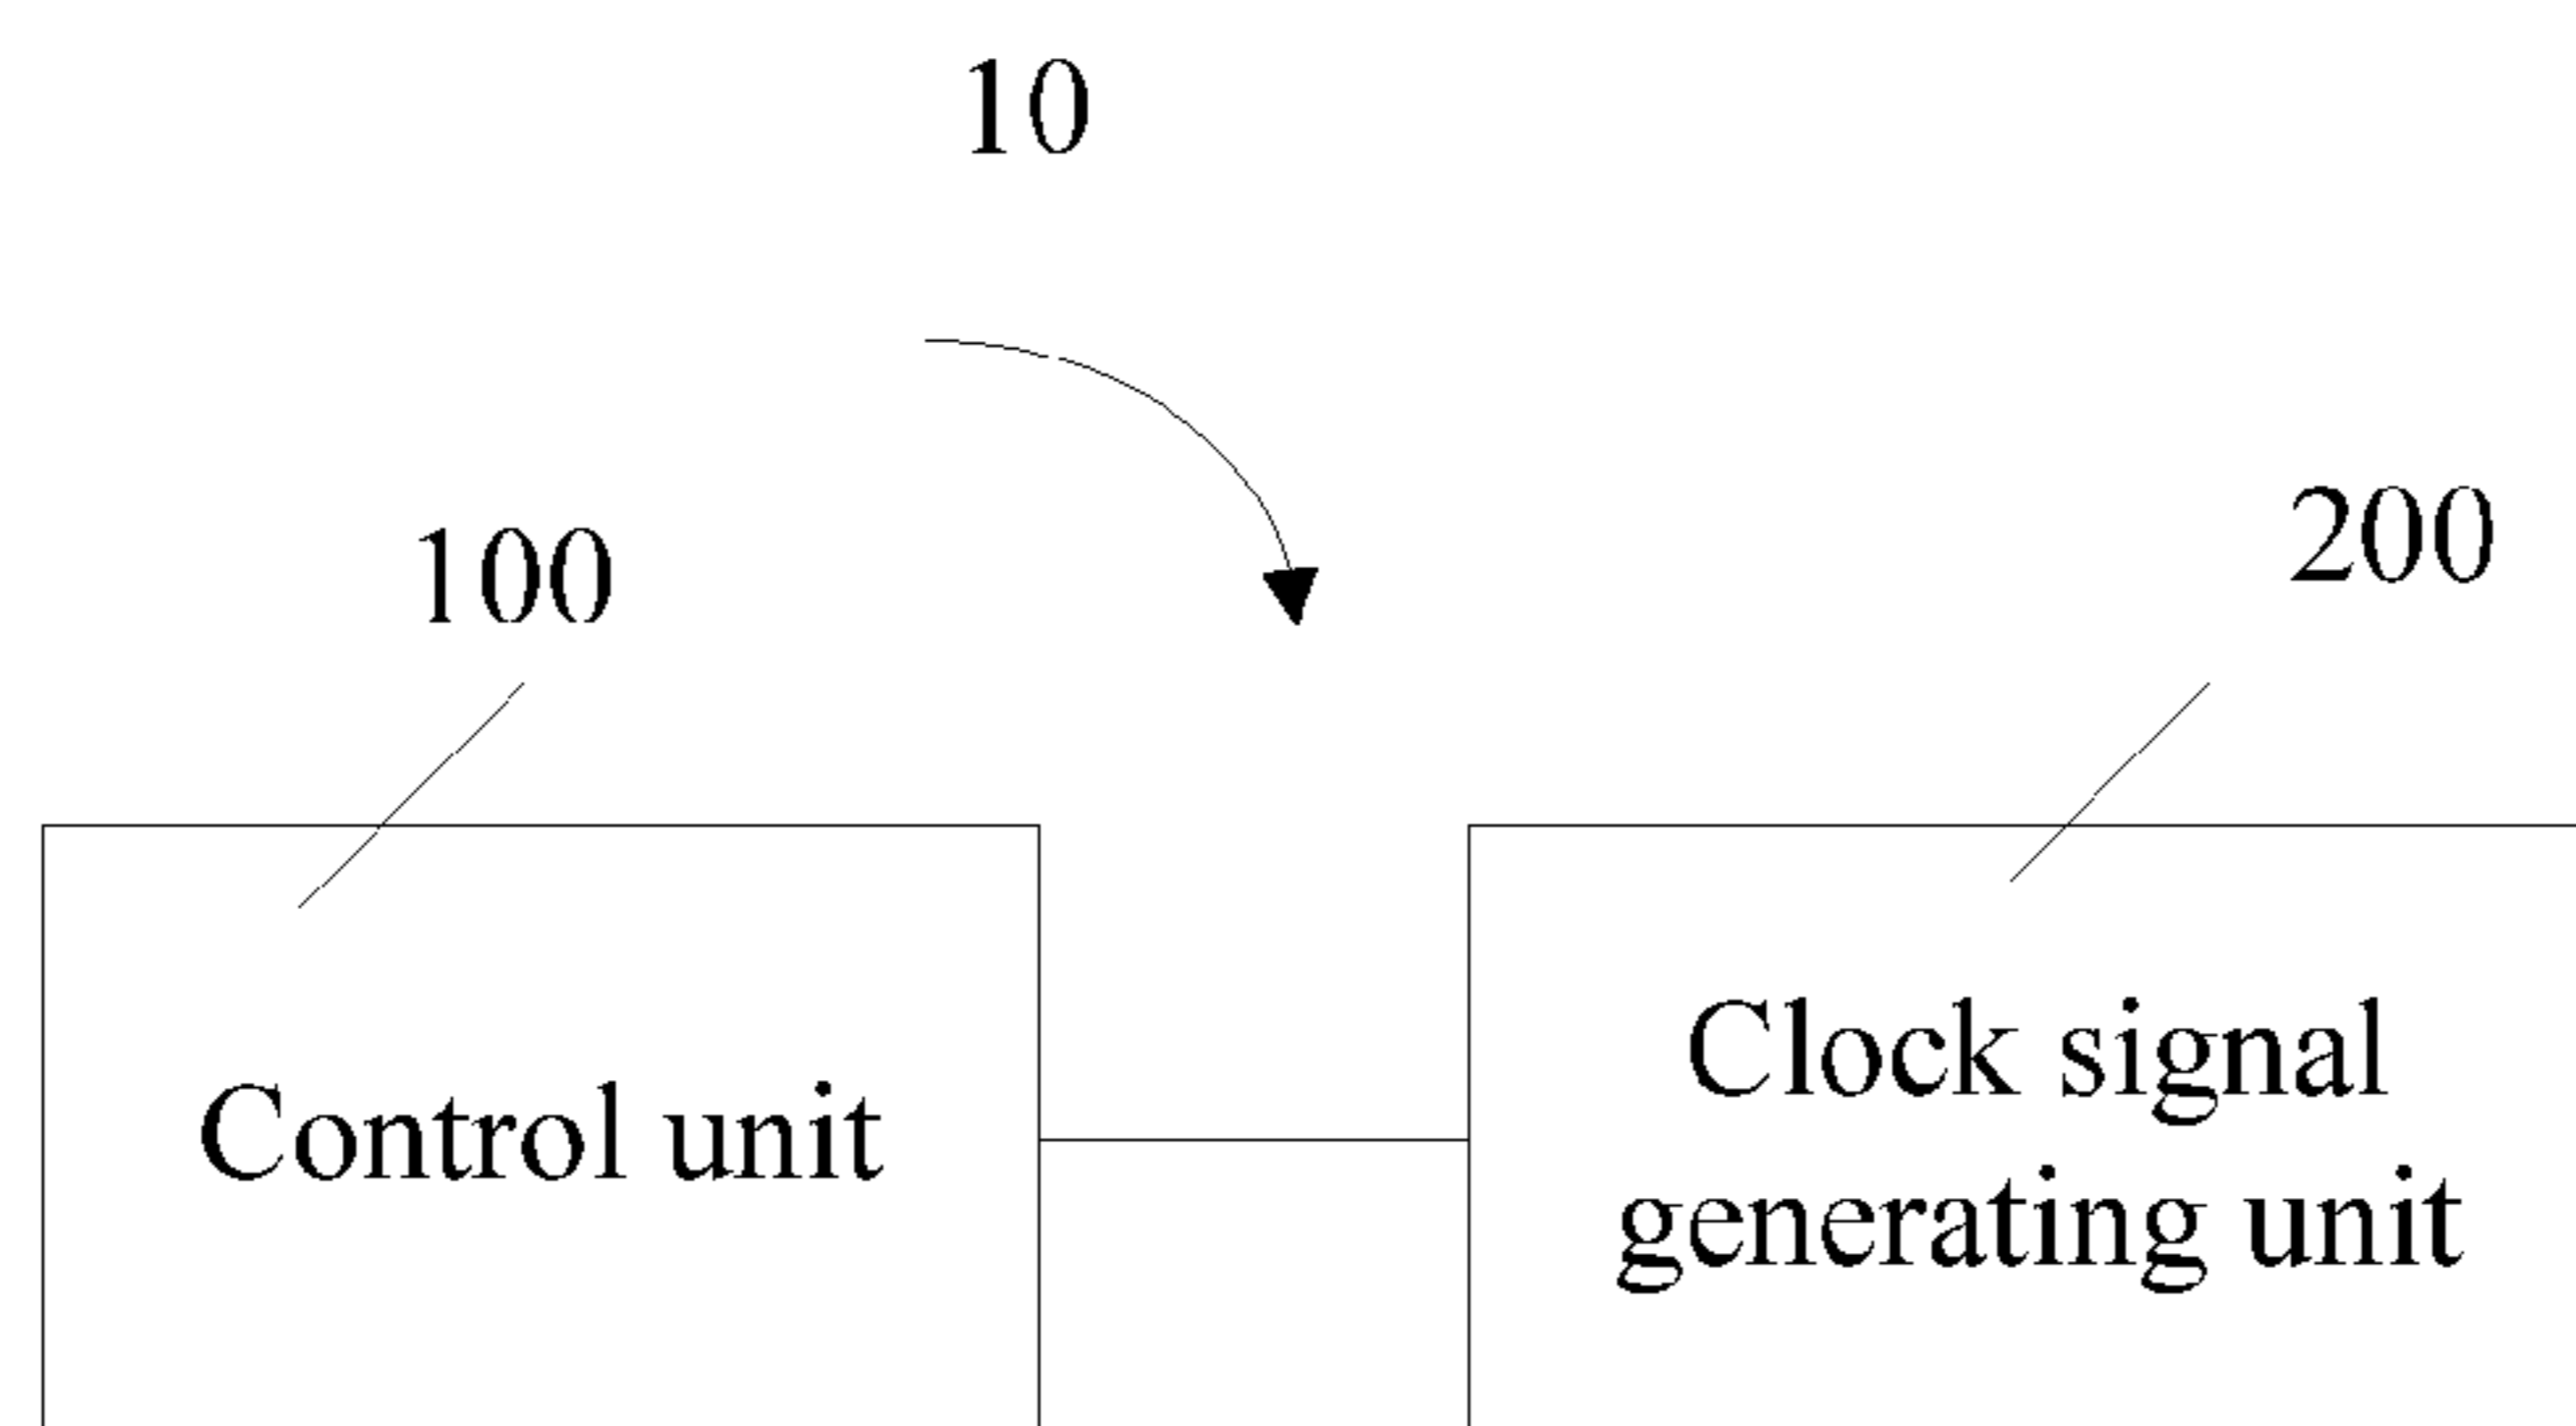 10
100
200
Control unit
Clock signal
generating unit